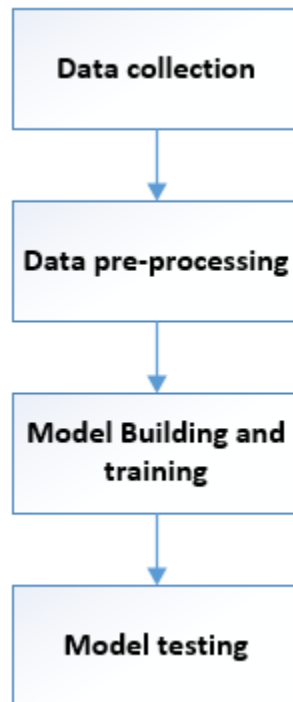 Data collection
Data pre-processing
Model Building and
training
Model testing